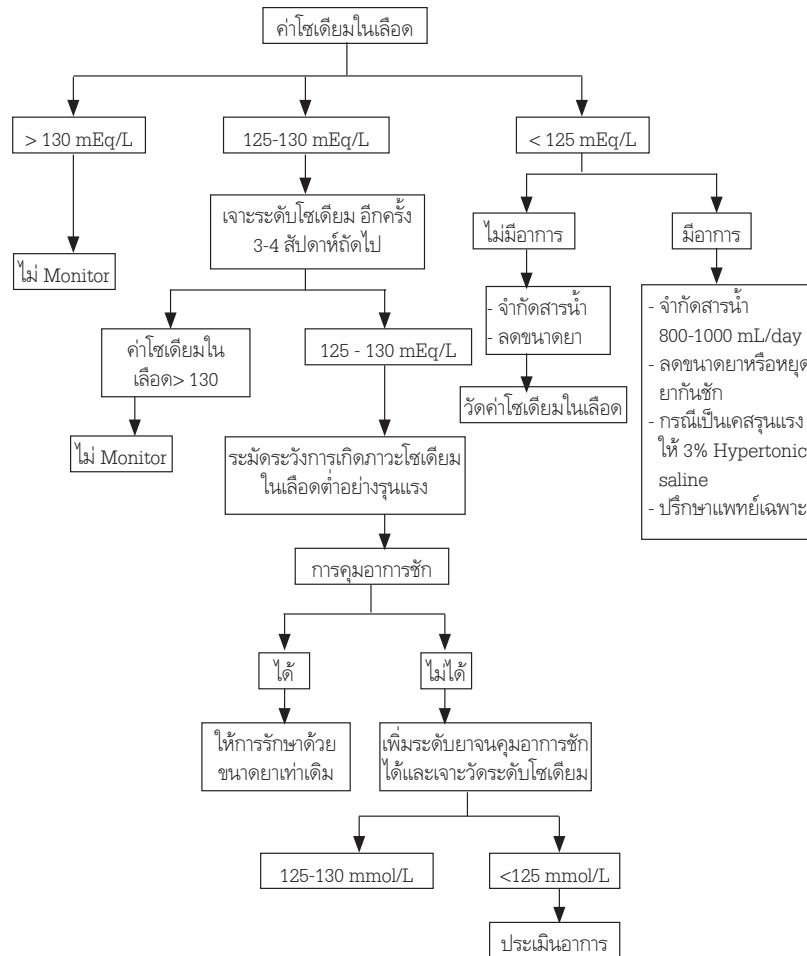 ค่าโซเดียมในเลือด
> 130 mEq/L
125-130 mEq/L
< 125 mEq/L
เจาะระดับโซเดียม อีกครั้ง
3-4 สัปดาห์ถัดไป
ไม่มีอาการ
มีอาการ
ไม่ Monitor
- จำกัดสารน้ำ
- ลดขนาดยา
- จำกัดสารน้ำ
800-1000 mL/day
- ลดขนาดยาหรือหยุด
ยากันชัก
- กรณีเป็นเคสรุนแรง
ให้ 3% Hypertonic
saline
- ปรึกษาแพทย์เฉพาะ
ค่าโซเดียมใน
เลือด> 130
125 - 130 mEq/L
วัดค่าโซเดียมในเลือด
ไม่ Monitor
ระมัดระวังการเกิดภาวะโซเดียม
ในเลือดต่ำอย่างรุนแรง
การคุมอาการชัก
ได้
ไม่ได้
ให้การรักษาด้วย
ขนาดยาเท่าเดิม
เพิ่มระดับยาจนคุมอาการชัก
ได้และเจาะวัดระดับโซเดียม
125-130 mmol/L
<125 mmol/L
ประเมินอาการ